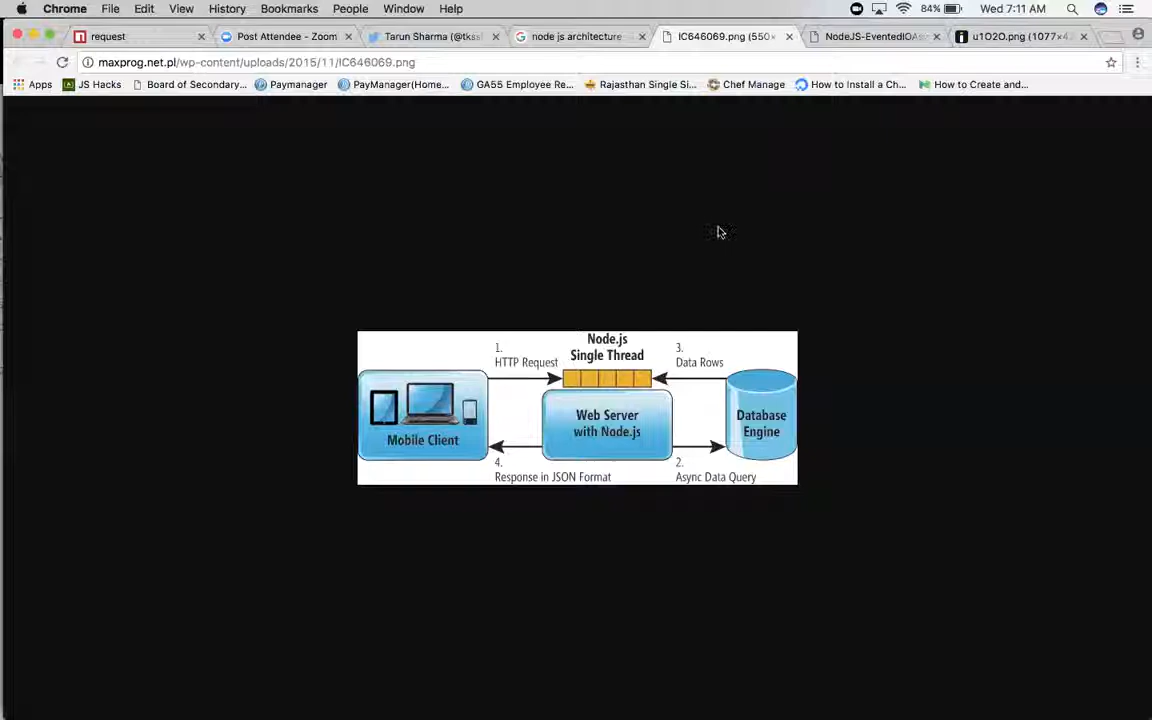 Chrome File Edit View History Bookmarks People Window Help 84% Wed 7:11 AM
request Post Attendee - Zoom Tarun Sharma (@tkss node js architecture IC646069.png (550× NodeJS-EventedIOAs u1O2O.png (1077×4
maxprog.net.pl/wp-content/uploads/2015/11/IC646069.png
Apps JS Hacks Board of Secondary... Paymanager PayManager(Home... GA55 Employee Re... Rajasthan Single Si... Chef Manage How to Install a Ch... How to Create and...
Node.js
Single Thread
1.
HTTP Request
3.
Data Rows
Mobile Client
Web Server
with Node.js
Database
Engine
4.
Response in JSON Format
2.
Async Data Query